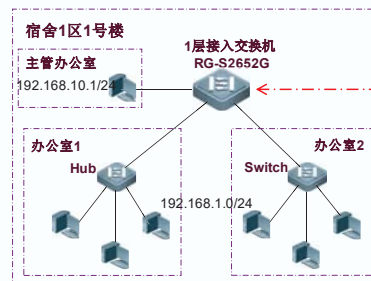 宿舍1区1号楼
1层接入交换机
RG-S2652G
主管办公室
192.168.10.1/24
办公室1
Hub
办公室2
Switch
192.168.1.0/24